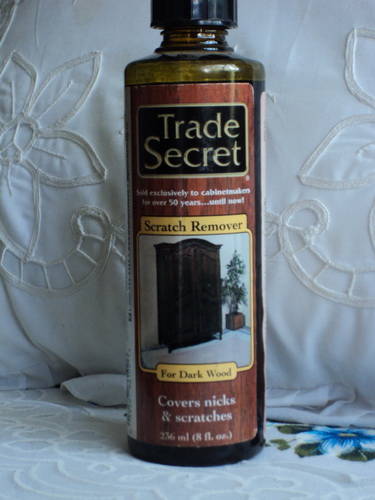 Trade
Secret
®
Sold exclusively to cabinetmakers
for over 50 years...until now!
Scratch Remover
For Dark Wood
Covers nicks
& scratches
236 ml (8 fl. oz.)